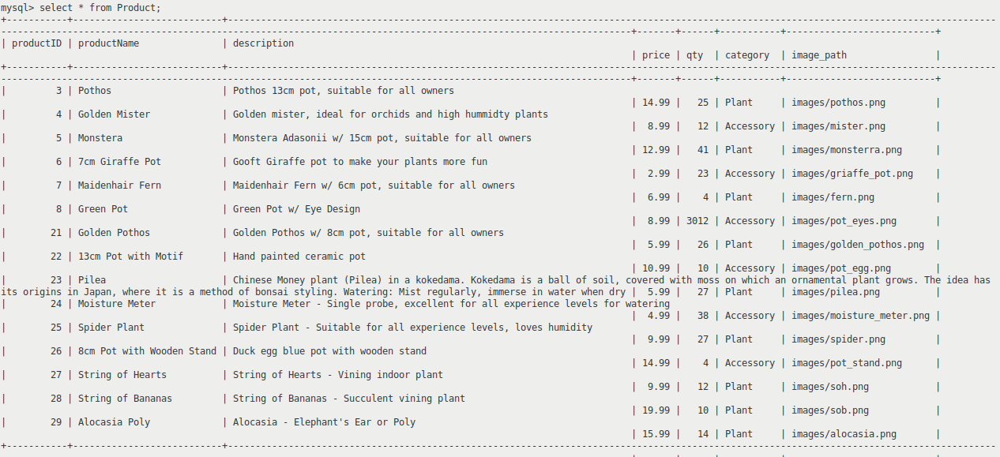 mysql> select * from Product;
+-----------+---------------------------+-------------------------------------------------------------------------------------------------------------------------------------------
------------------------------------------------------------------------------------------------------------------+-------+------+-----------+---------------------------+
| productID | productName               | description
                                                                                                                  | price | qty  | category  | image_path                |
+-----------+---------------------------+-------------------------------------------------------------------------------------------------------------------------------------------
------------------------------------------------------------------------------------------------------------------+-------+------+-----------+---------------------------+
|         3 | Pothos                    | Pothos 13cm pot, suitable for all owners
                                                                                                                  | 14.99 |   25 | Plant     | images/pothos.png         |
|         4 | Golden Mister             | Golden mister, ideal for orchids and high hummidty plants
                                                                                                                  |  8.99 |   12 | Accessory | images/mister.png         |
|         5 | Monstera                  | Monstera Adasonii w/ 15cm pot, suitable for all owners
                                                                                                                  | 12.99 |   41 | Plant     | images/monsterra.png      |
|         6 | 7cm Giraffe Pot           | Gooft Giraffe pot to make your plants more fun
                                                                                                                  |  2.99 |   23 | Accessory | images/griaffe_pot.png    |
|         7 | Maidenhair Fern           | Maidenhair Fern w/ 6cm pot, suitable for all owners
                                                                                                                  |  6.99 |    4 | Plant     | images/fern.png           |
|         8 | Green Pot                 | Green Pot w/ Eye Design
                                                                                                                  |  8.99 | 3012 | Accessory | images/pot_eyes.png       |
|        21 | Golden Pothos             | Golden Pothos w/ 8cm pot, suitable for all owners
                                                                                                                  |  5.99 |   26 | Plant     | images/golden_pothos.png  |
|        22 | 13cm Pot with Motif       | Hand painted ceramic pot
                                                                                                                  | 10.99 |   10 | Accessory | images/pot_egg.png        |
|        23 | Pilea                     | Chinese Money plant (Pilea) in a kokedama. Kokedama is a ball of soil, covered with moss on which an ornamental plant grows. The idea has
its origins in Japan, where it is a method of bonsai styling. Watering: Mist regularly, immerse in water when dry |  5.99 |   27 | Plant     | images/pilea.png          |
|        24 | Moisture Meter            | Moisture Meter - Single probe, excellent for all experience levels for watering
                                                                                                                  |  4.99 |   38 | Accessory | images/moisture_meter.png |
|        25 | Spider Plant              | Spider Plant - Suitable for all experience levels, loves humidity
                                                                                                                  |  9.99 |   27 | Plant     | images/spider.png         |
|        26 | 8cm Pot with Wooden Stand | Duck egg blue pot with wooden stand
                                                                                                                  | 14.99 |    4 | Accessory | images/pot_stand.png      |
|        27 | String of Hearts          | String of Hearts - Vining indoor plant
                                                                                                                  |  9.99 |   12 | Plant     | images/soh.png            |
|        28 | String of Bananas         | String of Bananas - Succulent vining plant
                                                                                                                  | 19.99 |   10 | Plant     | images/sob.png            |
|        29 | Alocasia Poly             | Alocasia - Elephant's Ear or Poly
                                                                                                                  | 15.99 |   14 | Plant     | images/alocasia.png       |
+-----------+---------------------------+-------------------------------------------------------------------------------------------------------------------------------------------